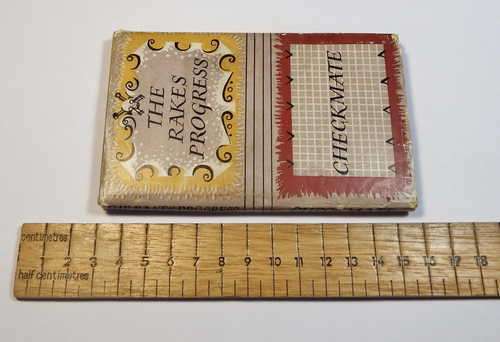 THE
RAKES
PROGRESS
CHECKMATE
centimetres
1 2 3 4 5 6 7 8 9 10 11 12 13 14 15 16 17 18
half centimetres